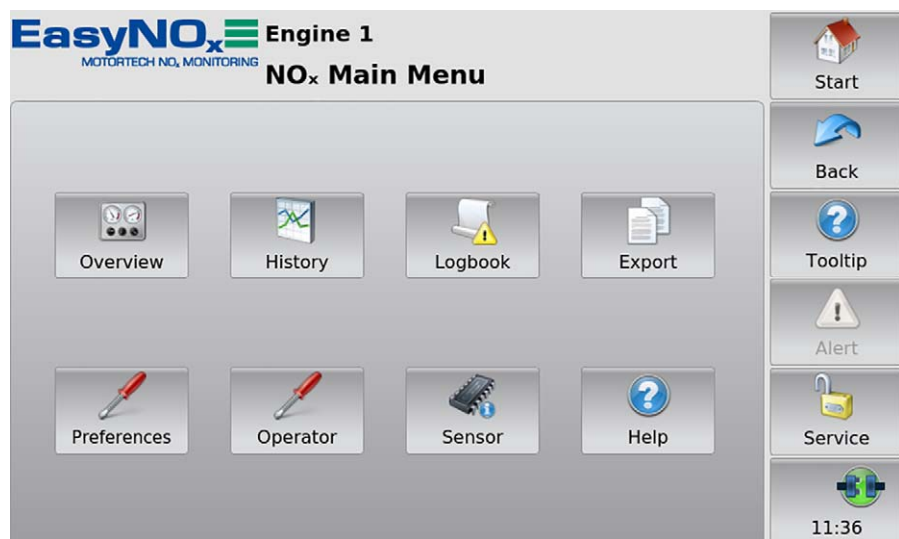 EasyNOₓ
MOTORTECH NOₓ MONITORING
Engine 1
NOₓ Main Menu
Overview
History
Logbook
Export
Preferences
Operator
Sensor
Help
Start
Back
Tooltip
Alert
Service
11:36